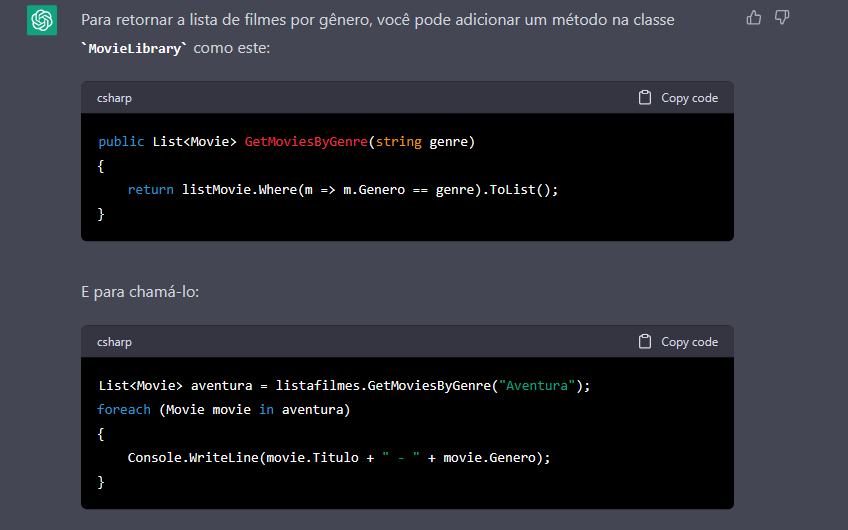 Para retornar a lista de filmes por gênero, você pode adicionar um método na classe
`MovieLibrary` como este:
csharp
Copy code
public List<Movie> GetMoviesByGenre(string genre)
{
    return listMovie.Where(m => m.Genero == genre).ToList();
}
E para chamá-lo:
csharp
Copy code
List<Movie> aventura = listafilmes.GetMoviesByGenre("Aventura");
foreach (Movie movie in aventura)
{
    Console.WriteLine(movie.Titulo + " - " + movie.Genero);
}